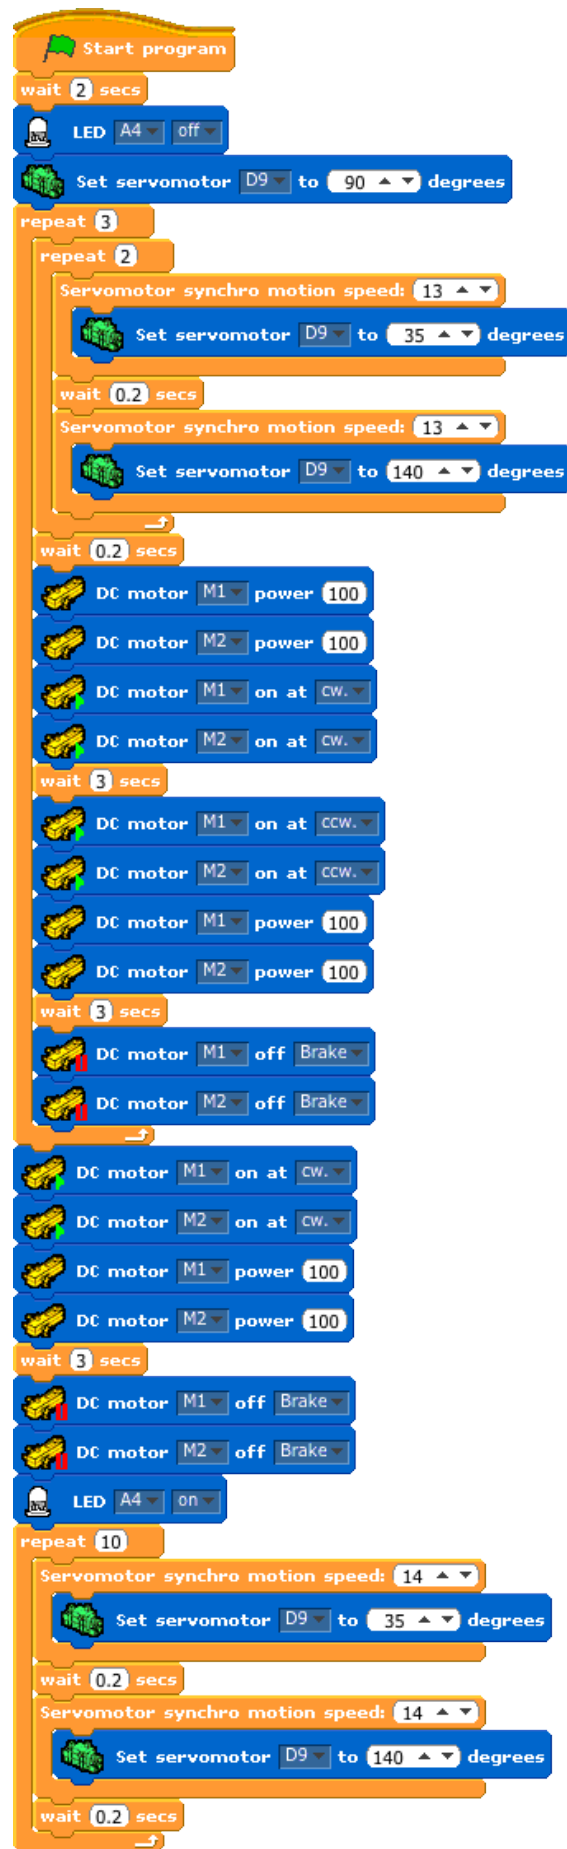 Start program
wait 2 secs
LED A4 off
Set servomotor D9 to 90 degrees
repeat 3
repeat 2
Servomotor synchro motion speed: 13
Set servomotor D9 to 35 degrees
wait 0.2 secs
Servomotor synchro motion speed: 13
Set servomotor D9 to 140 degrees
wait 0.2 secs
DC motor M1 power 100
DC motor M2 power 100
DC motor M1 on at cw.
DC motor M2 on at cw.
wait 3 secs
DC motor M1 on at ccw.
DC motor M2 on at ccw.
DC motor M1 power 100
DC motor M2 power 100
wait 3 secs
DC motor M1 off Brake
DC motor M2 off Brake
DC motor M1 on at cw.
DC motor M2 on at cw.
DC motor M1 power 100
DC motor M2 power 100
wait 3 secs
DC motor M1 off Brake
DC motor M2 off Brake
LED A4 on
repeat 10
Servomotor synchro motion speed: 14
Set servomotor D9 to 35 degrees
wait 0.2 secs
Servomotor synchro motion speed: 14
Set servomotor D9 to 140 degrees
wait 0.2 secs